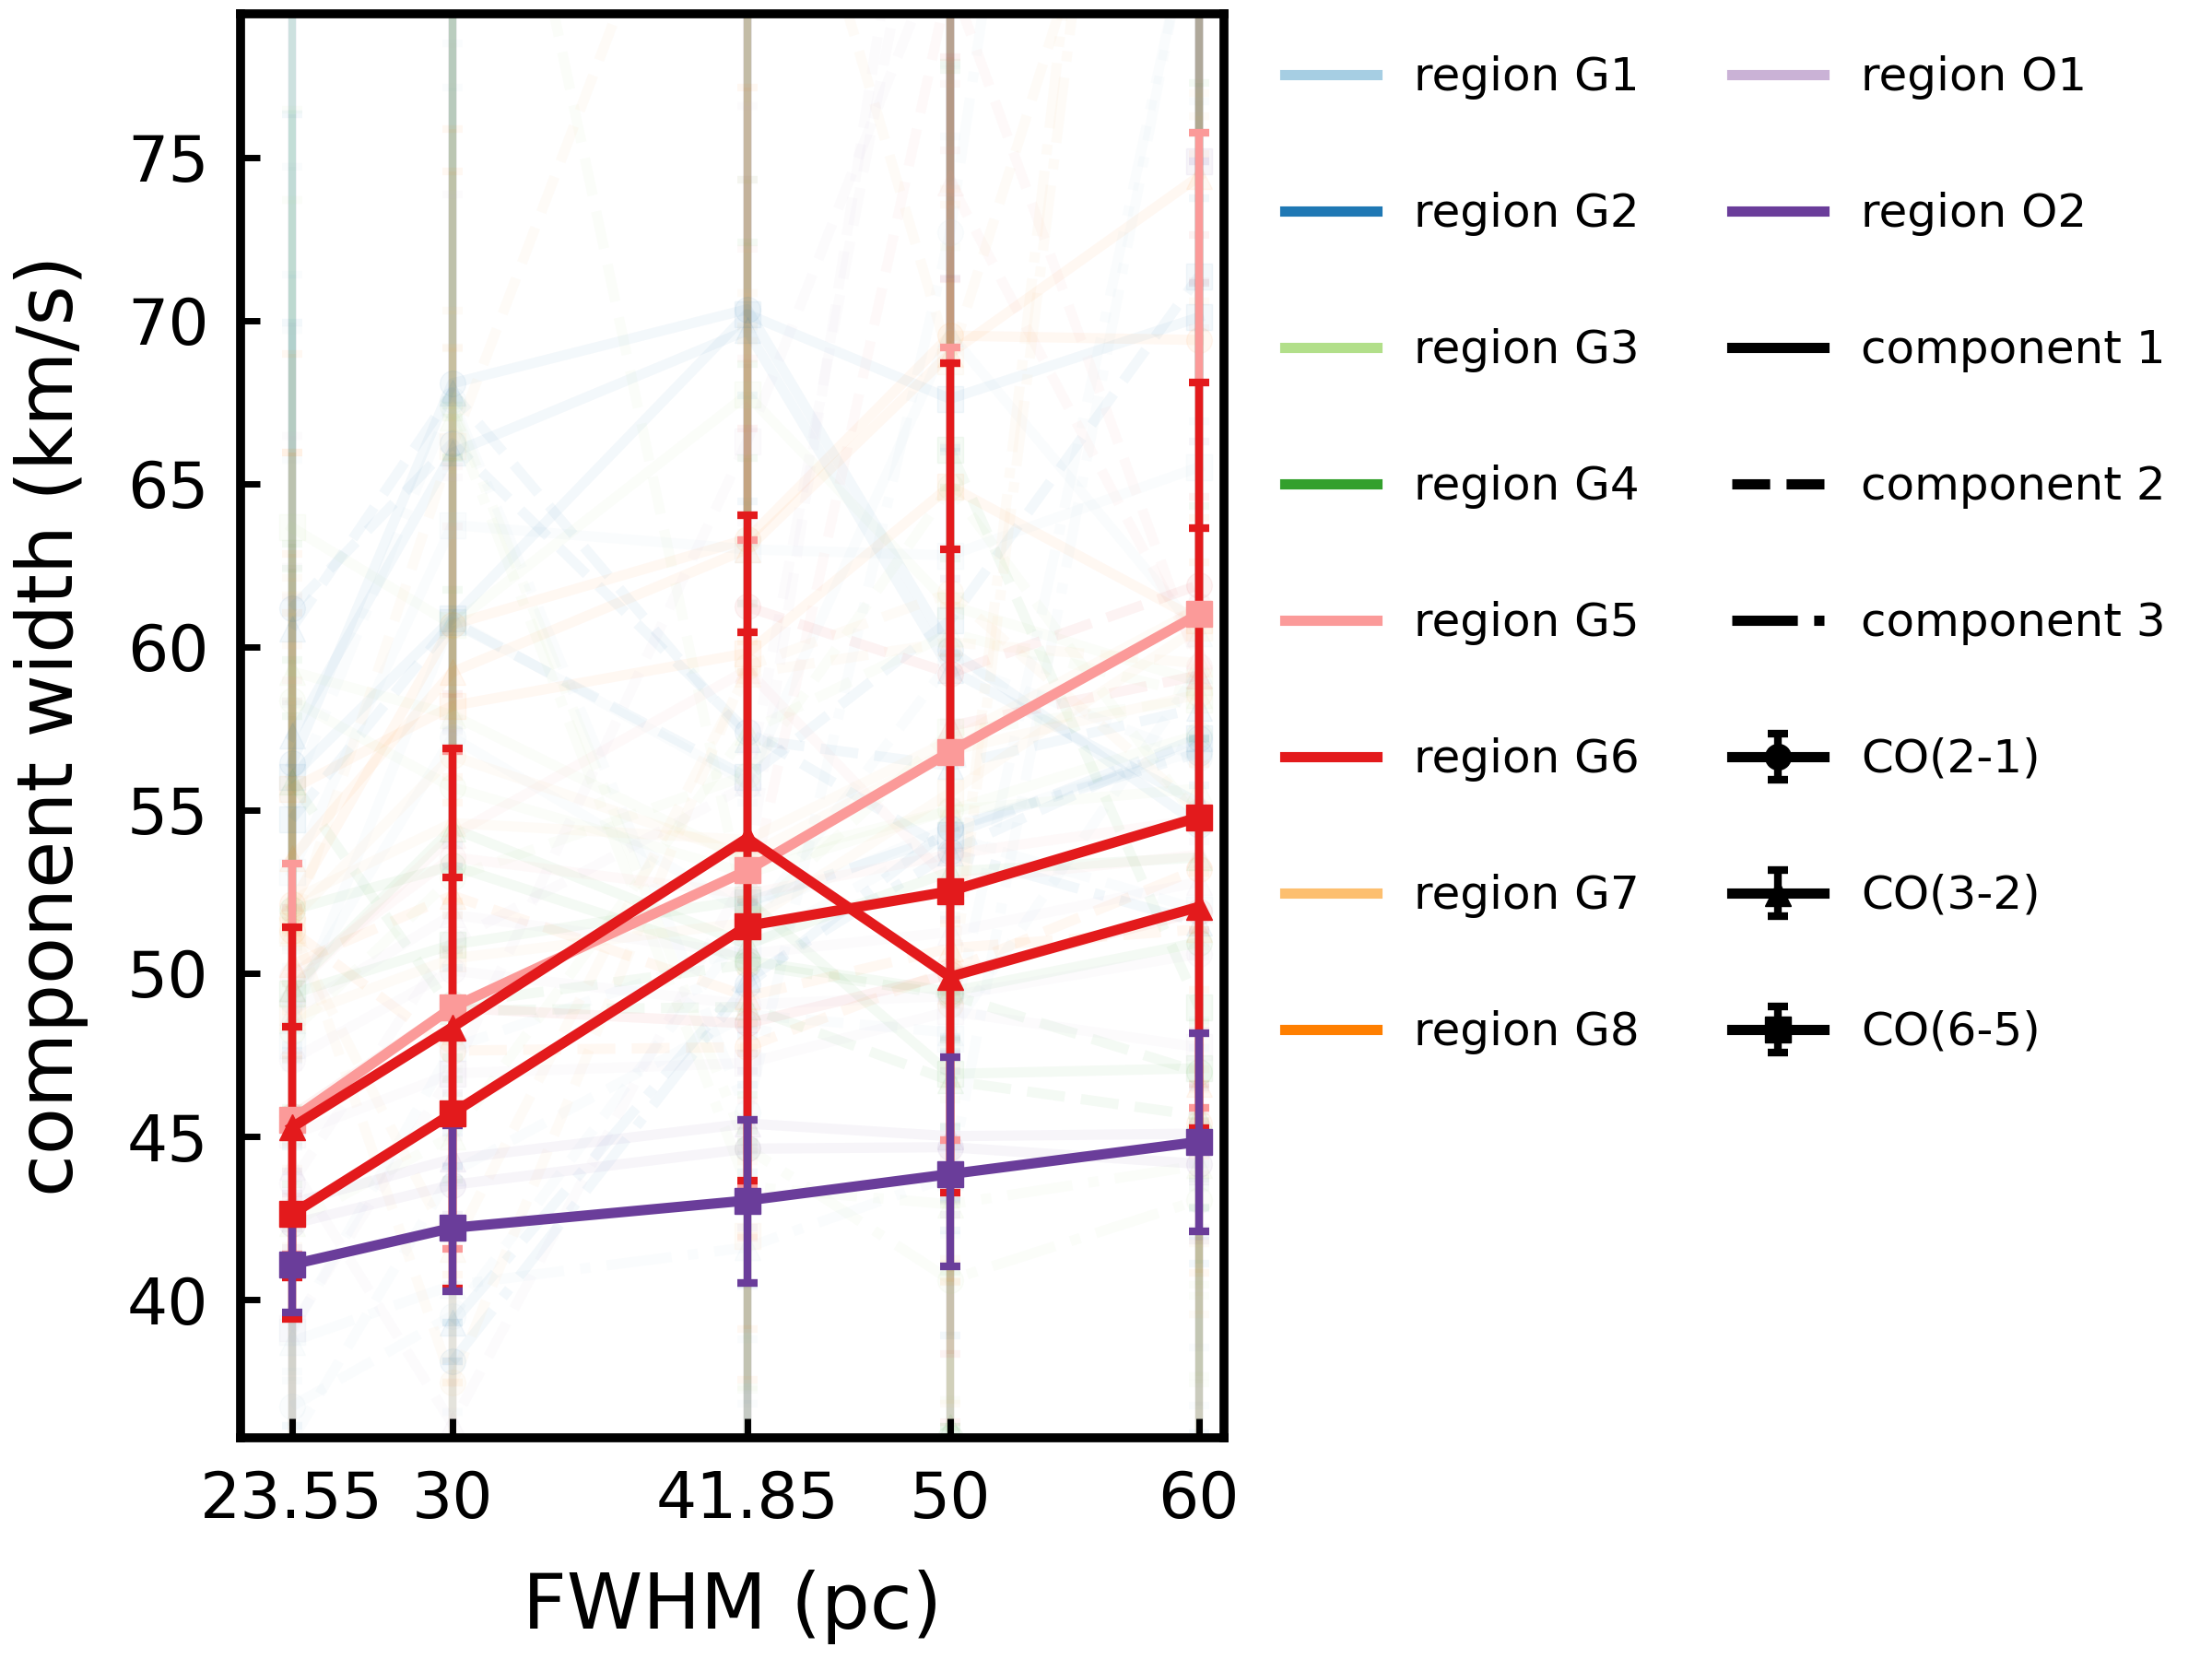 75
70
65
60
55
50
45
40
component width (km/s)
23.55 30 41.85 50 60
FWHM (pc)
region G1
region G2
region G3
region G4
region G5
region G6
region G7
region G8
region O1
region O2
component 1
component 2
component 3
CO(2-1)
CO(3-2)
CO(6-5)